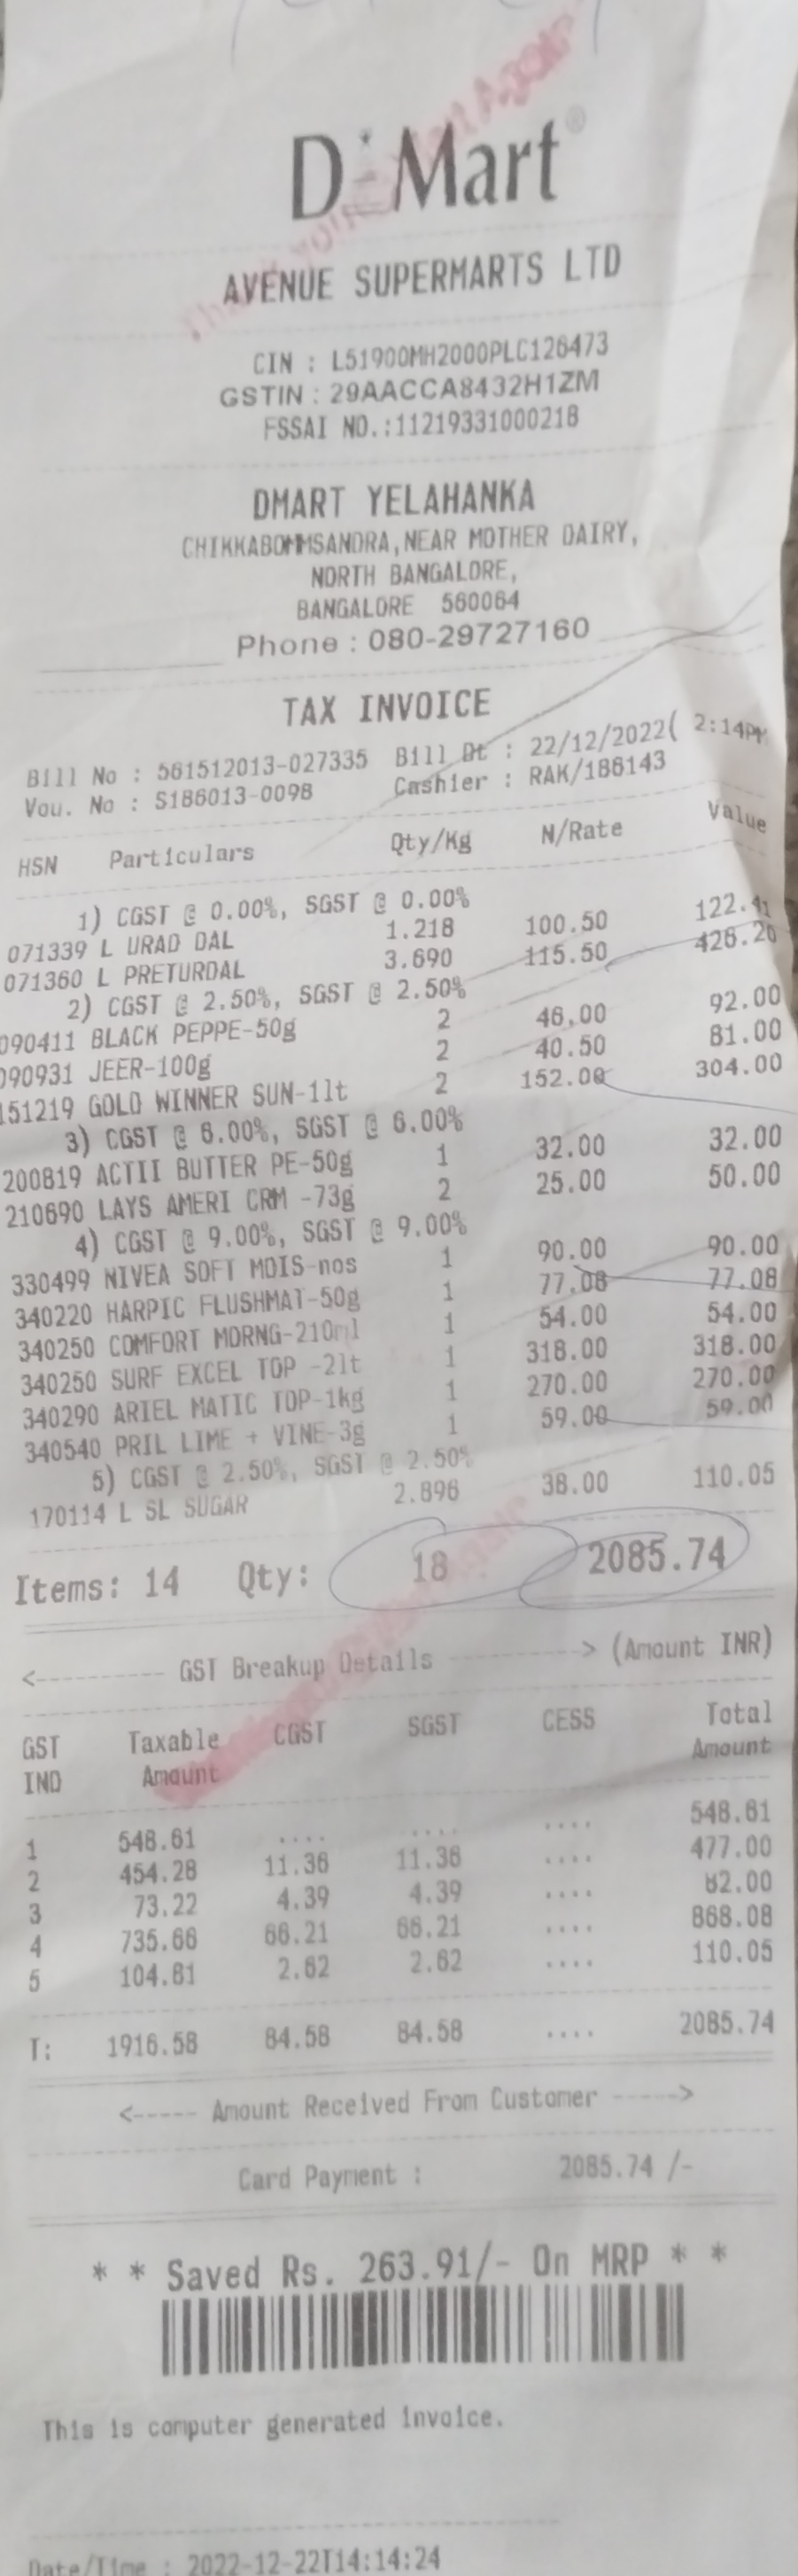 D Mart®
AVENUE SUPERMARTS LTD
CIN : L51900MH2000PLC126473
GSTIN : 29AACCA8432H1ZM
FSSAI NO.:11219331000218
DMART YELAHANKA
CHIKKABOMMSANDRA,NEAR MOTHER DAIRY,
NORTH BANGALORE,
BANGALORE 560064
Phone : 080-29727160
TAX INVOICE
Bill No : 561512013-027335 Bill Dt : 22/12/2022( 2:14PM
Vou. No : S186013-0098 Cashier : RAK/186143
HSN Particulars Qty/Kg N/Rate Value
1) CGST @ 0.00%, SGST @ 0.00%
071339 L URAD DAL 1.218 100.50 122.41
071360 L PRETURDAL 3.690 115.50 426.20
2) CGST @ 2.50%, SGST @ 2.50%
090411 BLACK PEPPE-50g 2 46.00 92.00
090931 JEER-100g 2 40.50 81.00
151219 GOLD WINNER SUN-1lt 2 152.00 304.00
3) CGST @ 6.00%, SGST @ 6.00%
200819 ACTII BUTTER PE-50g 1 32.00 32.00
210690 LAYS AMERI CRM -73g 2 25.00 50.00
4) CGST @ 9.00%, SGST @ 9.00%
330499 NIVEA SOFT MOIS-nos 1 90.00 90.00
340220 HARPIC FLUSHMAT-50g 1 77.08 77.08
340250 COMFORT MORNG-210ml 1 54.00 54.00
340250 SURF EXCEL TOP -2lt 1 318.00 318.00
340290 ARIEL MATIC TOP-1kg 1 270.00 270.00
340540 PRIL LIME + VINE-3g 1 59.00 59.00
5) CGST @ 2.50%, SGST @ 2.50%
170114 L SL SUGAR 2.896 38.00 110.05
Items: 14 Qty: 18 2085.74
<---------- GST Breakup Details ----------> (Amount INR)
GST Taxable CGST SGST CESS Total
IND Amount Amount
1 548.61 .... .... .... 548.61
2 454.28 11.36 11.36 .... 477.00
3 73.22 4.39 4.39 .... 82.00
4 735.66 66.21 66.21 .... 868.08
5 104.81 2.62 2.62 .... 110.05
T: 1916.58 84.58 84.58 .... 2085.74
<----- Amount Received From Customer ----->
Card Payment : 2085.74 /-
* * Saved Rs. 263.91/- On MRP * *
This is computer generated invoice.
Date/Time : 2022-12-22T14:14:24